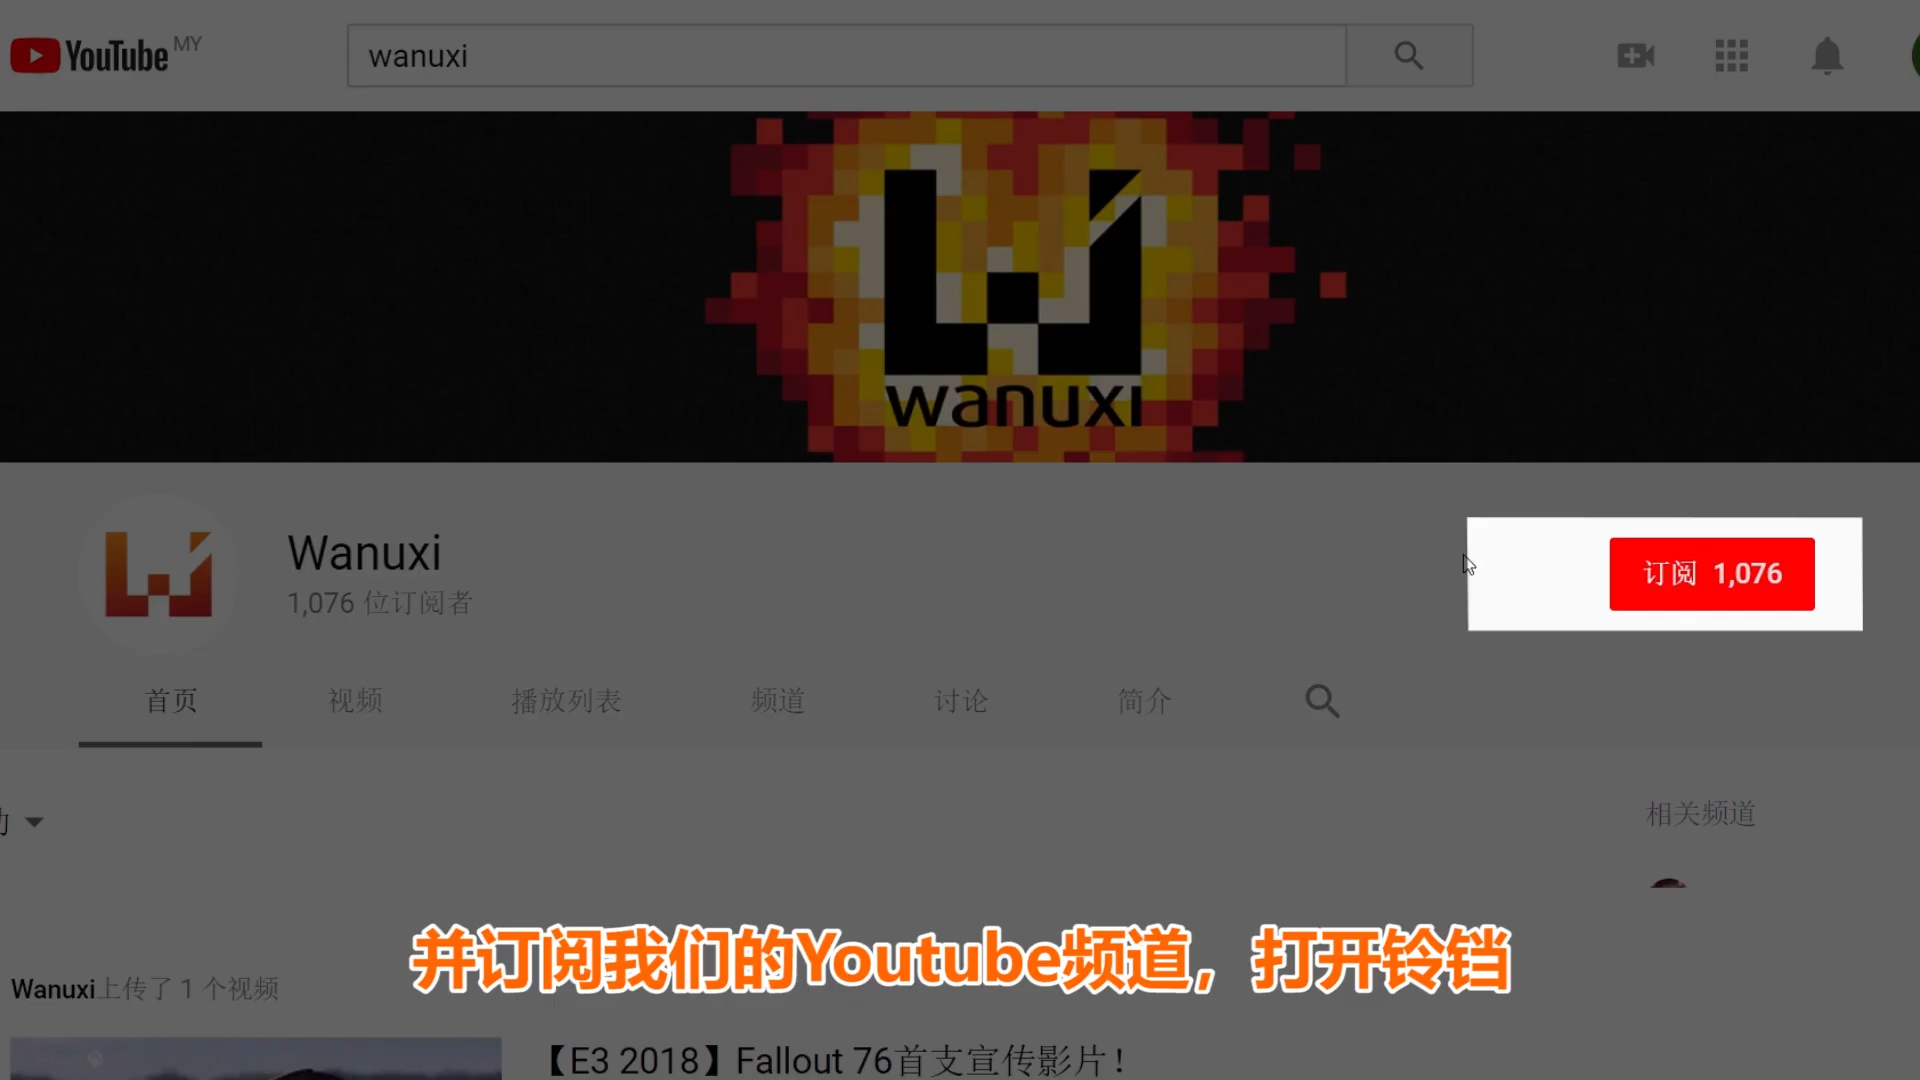 YouTube MY
wanuxi
wanuxi
Wanuxi
1,076 位订阅者
订阅 1,076
首页 视频 播放列表 频道 讨论 简介
相关频道
并订阅我们的Youtube频道，打开铃铛
Wanuxi上传了 1 个视频
【E3 2018】Fallout 76首支宣传影片！